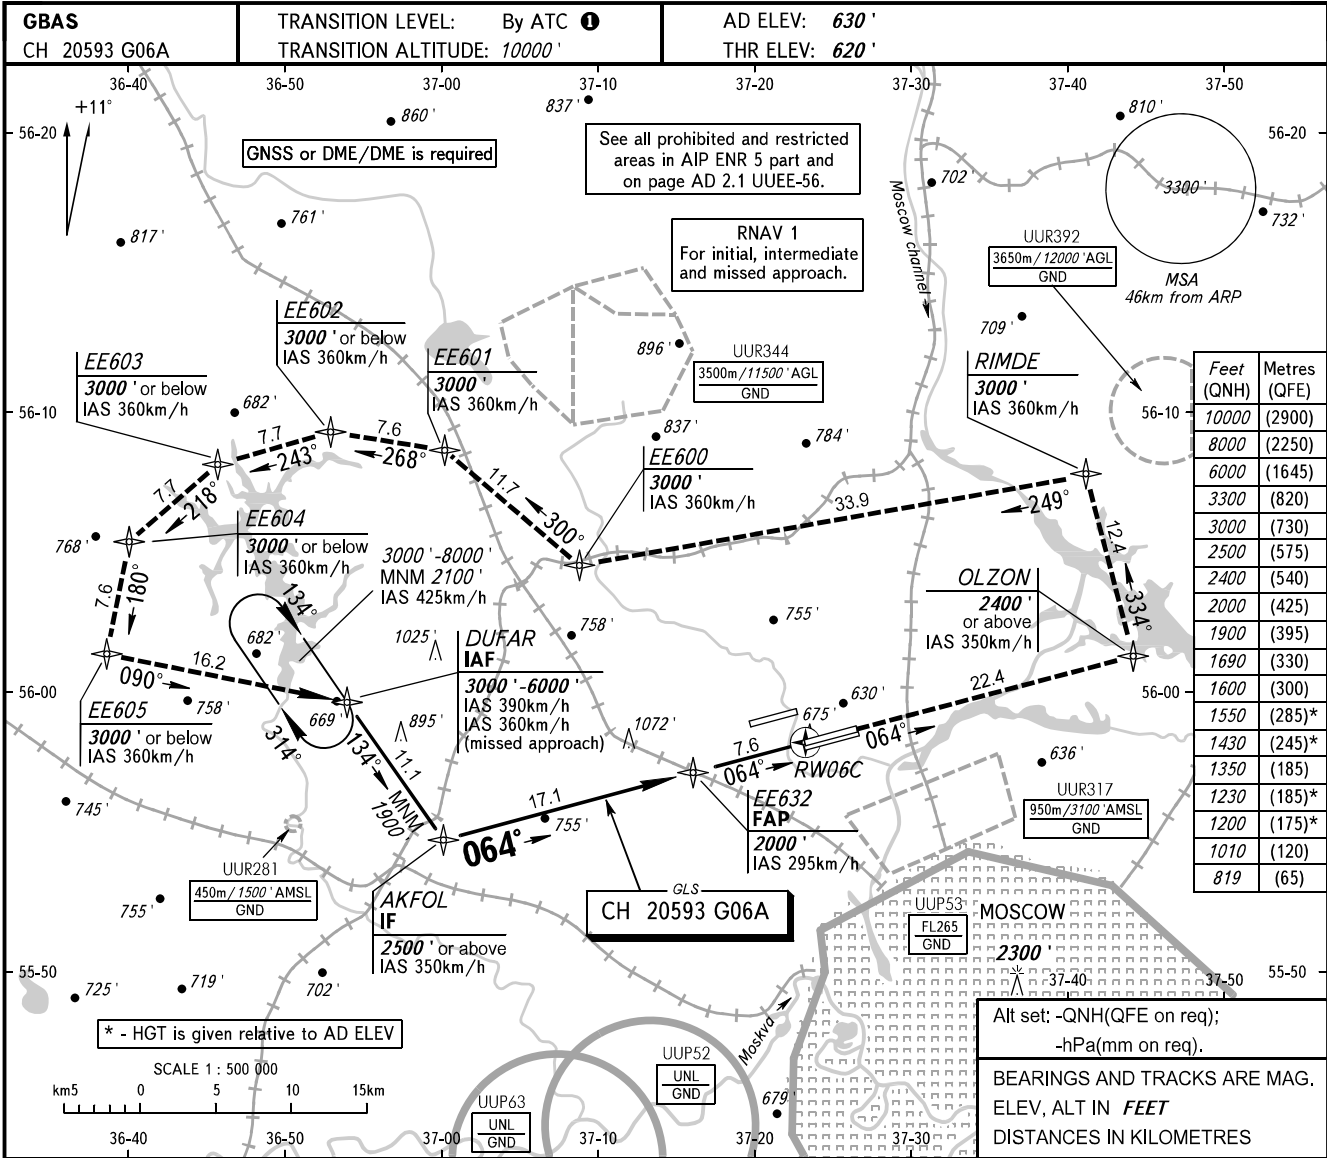 GBAS
CH 20593 G06A
TRANSITION LEVEL: By ATC ❶
TRANSITION ALTITUDE: 10000 '
AD ELEV: 630 '
THR ELEV: 620 '
36-40
36-50
37-00
37-10
37-20
37-30
37-40
37-50
+11°
56-20
56-20
860 '
837 '
810 '
GNSS or DME/DME is required
See all prohibited and restricted
areas in AIP ENR 5 part and
on page AD 2.1 UUEE-56.
702 '
3300'
732 '
817 '
761 '
Moscow channel
RNAV 1
For initial, intermediate
and missed approach.
UUR392
3650m/12000 'AGL
GND
MSA
46km from ARP
709 '
EE602
3000 ' or below
IAS 360km/h
EE603
3000 ' or below
IAS 360km/h
EE601
3000 '
IAS 360km/h
896 '
UUR344
3500m/11500 'AGL
GND
RIMDE
3000 '
IAS 360km/h
Feet
(QNH)
Metres
(QFE)
10000 (2900)
8000 (2250)
6000 (1645)
3300 (820)
3000 (730)
2500 (575)
2400 (540)
2000 (425)
1900 (395)
1690 (330)
1600 (300)
1550 (285)*
1430 (245)*
1350 (185)
1230 (185)*
1200 (175)*
1010 (120)
819 (65)
56-10
56-10
682 '
7.7
243°
7.6
268°
837 '
784 '
EE600
3000 '
IAS 360km/h
7.7
218°
11.7
300°
33.9
249°
12.4
334°
768 '
EE604
3000 ' or below
IAS 360km/h
3000 '-8000 '
MNM 2100 '
IAS 425km/h
OLZON
2400 '
or above
IAS 350km/h
7.6
180°
134°
682 '
1025 '
758 '
755 '
DUFAR
IAF
3000 '-6000 '
IAS 390km/h
IAS 360km/h
(missed approach)
16.2
090°
758 '
669 '
314°
895 '
134°
11.1
MNM
1900
EE605
3000 ' or below
IAS 360km/h
56-00
22.4
064°
630 '
675 '
1072 '
7.6
064°
RW06C
636 '
EE632
FAP
2000 '
IAS 295km/h
UUR317
950m/3100 'AMSL
GND
745 '
17.1
064°
755 '
UUR281
450m/1500 'AMSL
GND
GLS
CH 20593 G06A
755 '
AKFOL
IF
2500 ' or above
IAS 350km/h
UUP53
FL265
GND
MOSCOW
2300 '
55-50
37-40
37-50
55-50
725 '
719 '
702 '
* - HGT is given relative to AD ELEV
SCALE 1 : 500 000
km5 0 5 10 15km
Moskva
UUP52
UNL
GND
UUP63
UNL
GND
679 '
Alt set: -QNH(QFE on req);
-hPa(mm on req).
BEARINGS AND TRACKS ARE MAG.
ELEV, ALT IN FEET
DISTANCES IN KILOMETRES
36-40
36-50
37-00
37-10
37-20
37-30